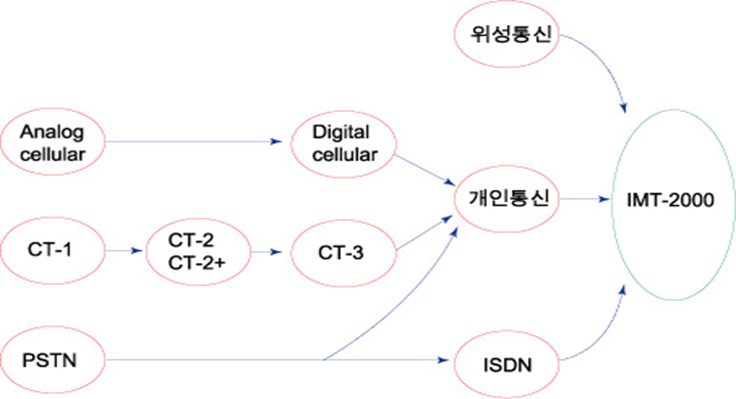 위성통신
Analog
cellular
Digital
cellular
개인통신
IMT-2000
CT-1
CT-2
CT-2+
CT-3
PSTN
ISDN